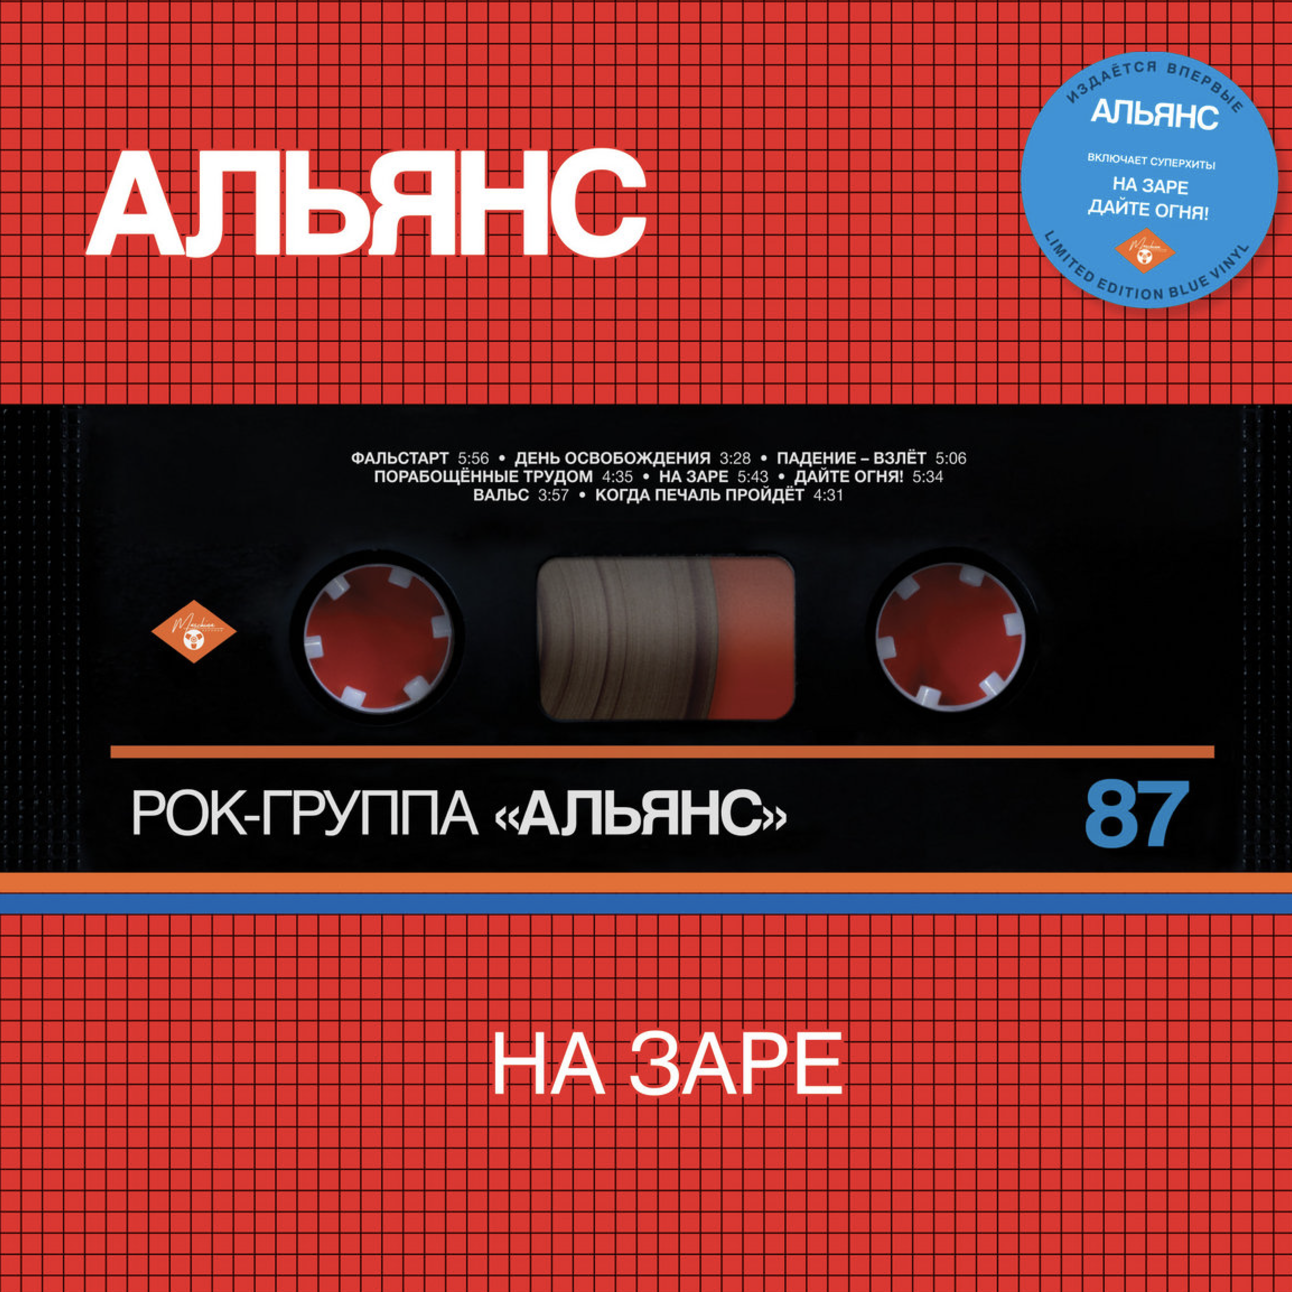 ИЗДАЁТСЯ ВПЕРВЫЕ
АЛЬЯНС
ВКЛЮЧАЕТ СУПЕРХИТЫ
НА ЗАРЕ
ДАЙТЕ ОГНЯ!
LIMITED EDITION BLUE VINYL
АЛЬЯНС
ФАЛЬСТАРТ 5:56 • ДЕНЬ ОСВОБОЖДЕНИЯ 3:28 • ПАДЕНИЕ – ВЗЛЁТ 5:06
ПОРАБОЩЁННЫЕ ТРУДОМ 4:35 • НА ЗАРЕ 5:43 • ДАЙТЕ ОГНЯ! 5:34
ВАЛЬС 3:57 • КОГДА ПЕЧАЛЬ ПРОЙДЁТ 4:31
РОК-ГРУППА «АЛЬЯНС»
87
НА ЗАРЕ